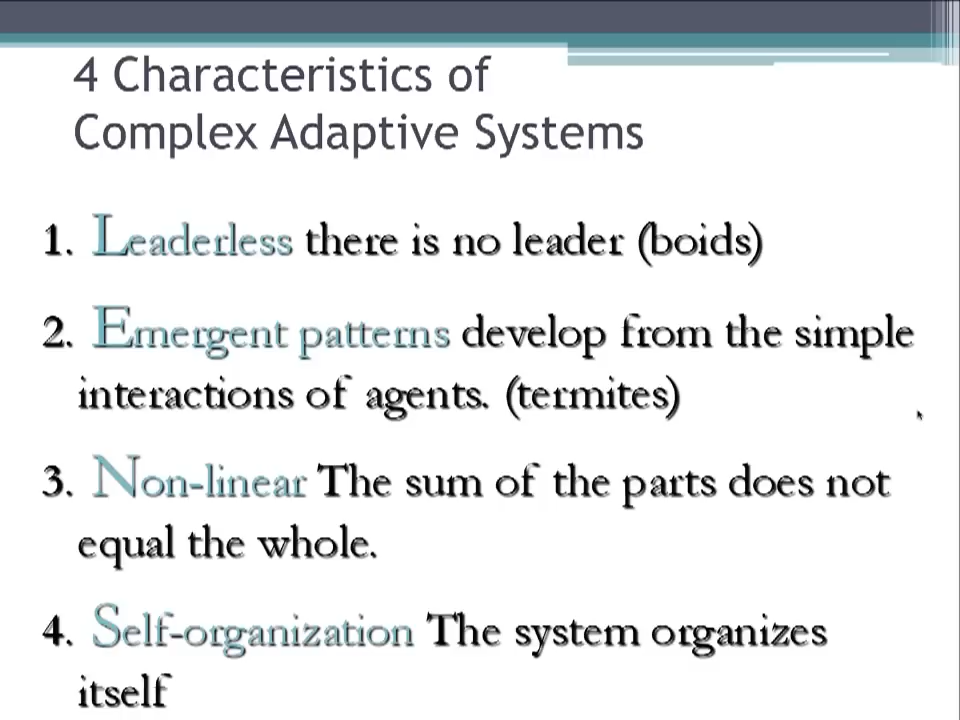 4 Characteristics of
Complex Adaptive Systems
1. Leaderless there is no leader (boids)
2. Emergent patterns develop from the simple
interactions of agents. (termites)
3. Non-linear The sum of the parts does not
equal the whole.
4. Self-organization The system organizes
itself